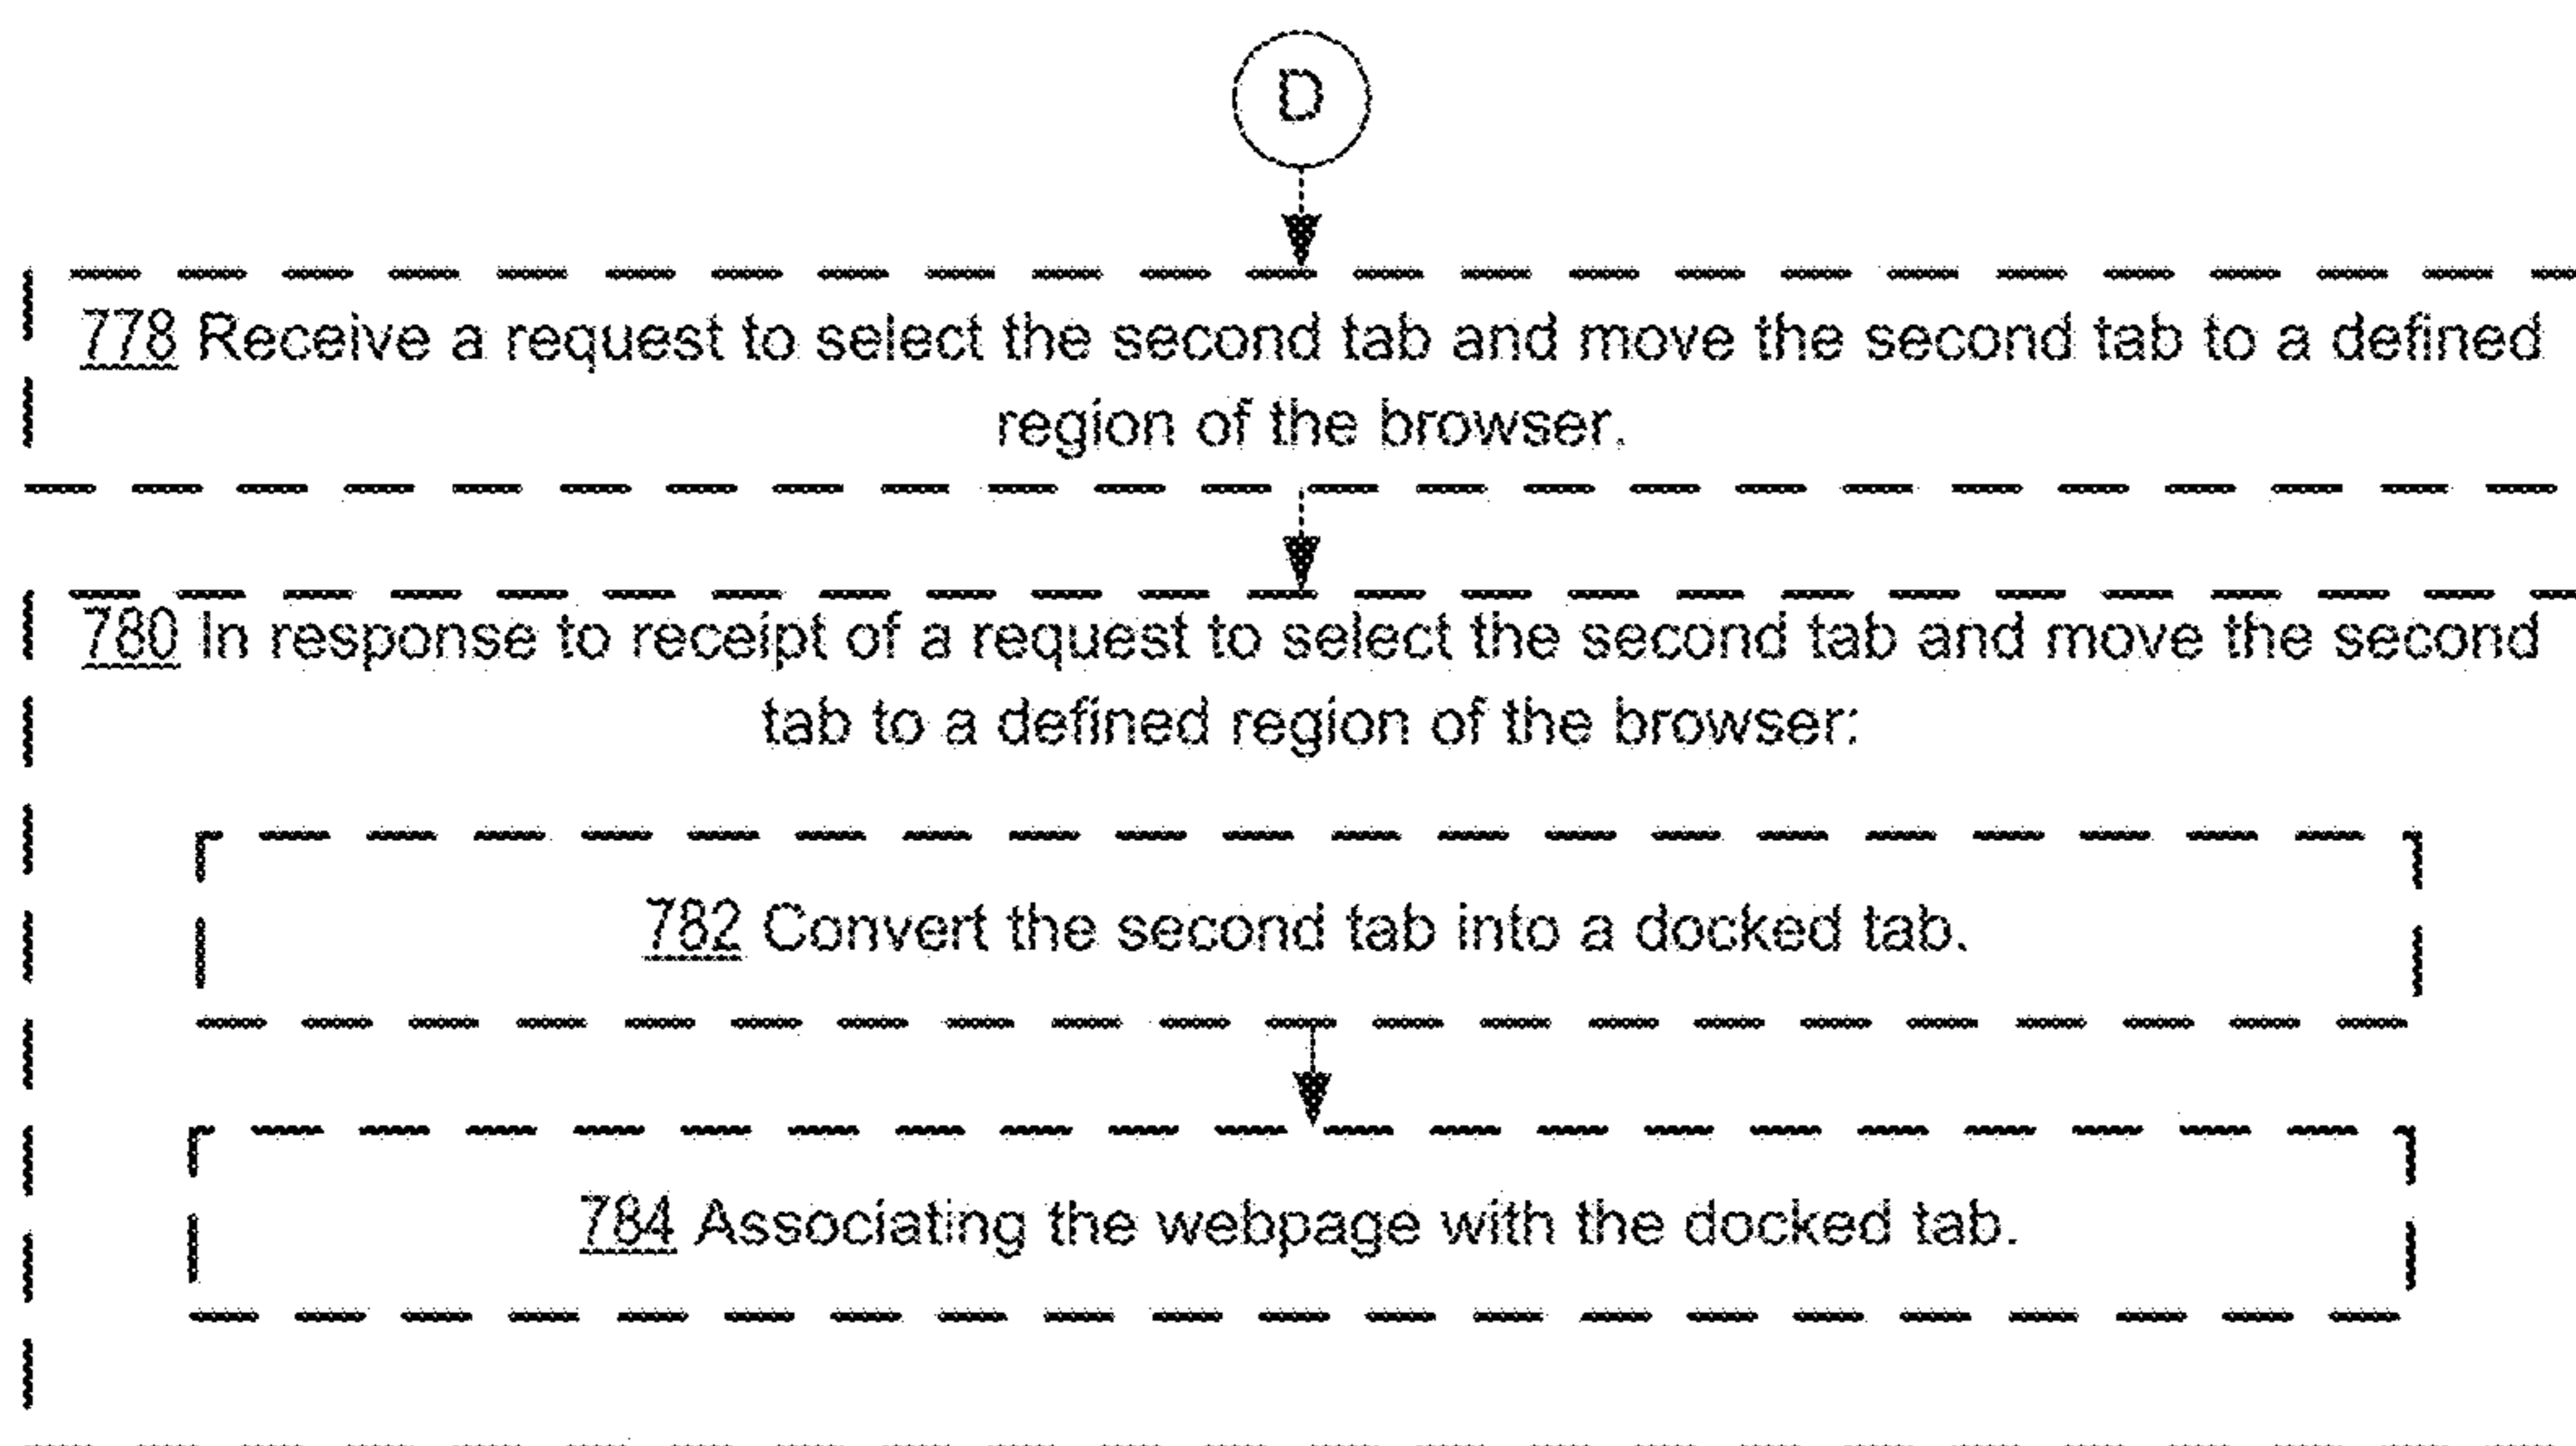 D
778 Receive a request to select the second tab and move the second tab to a defined
region of the browser.
780 In response to receipt of a request to select the second tab and move the second
tab to a defined region of the browser:
782 Convert the second tab into a docked tab.
784 Associating the webpage with the docked tab.